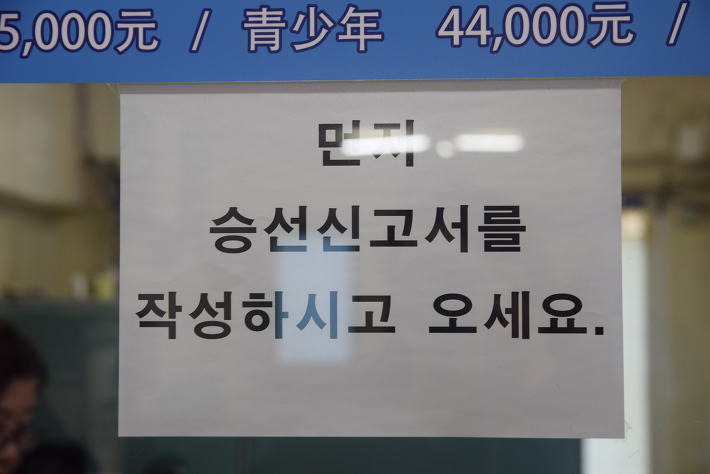 5,000元 / 青少年 44,000元 /
먼저
승선신고서를
작성하시고 오세요.